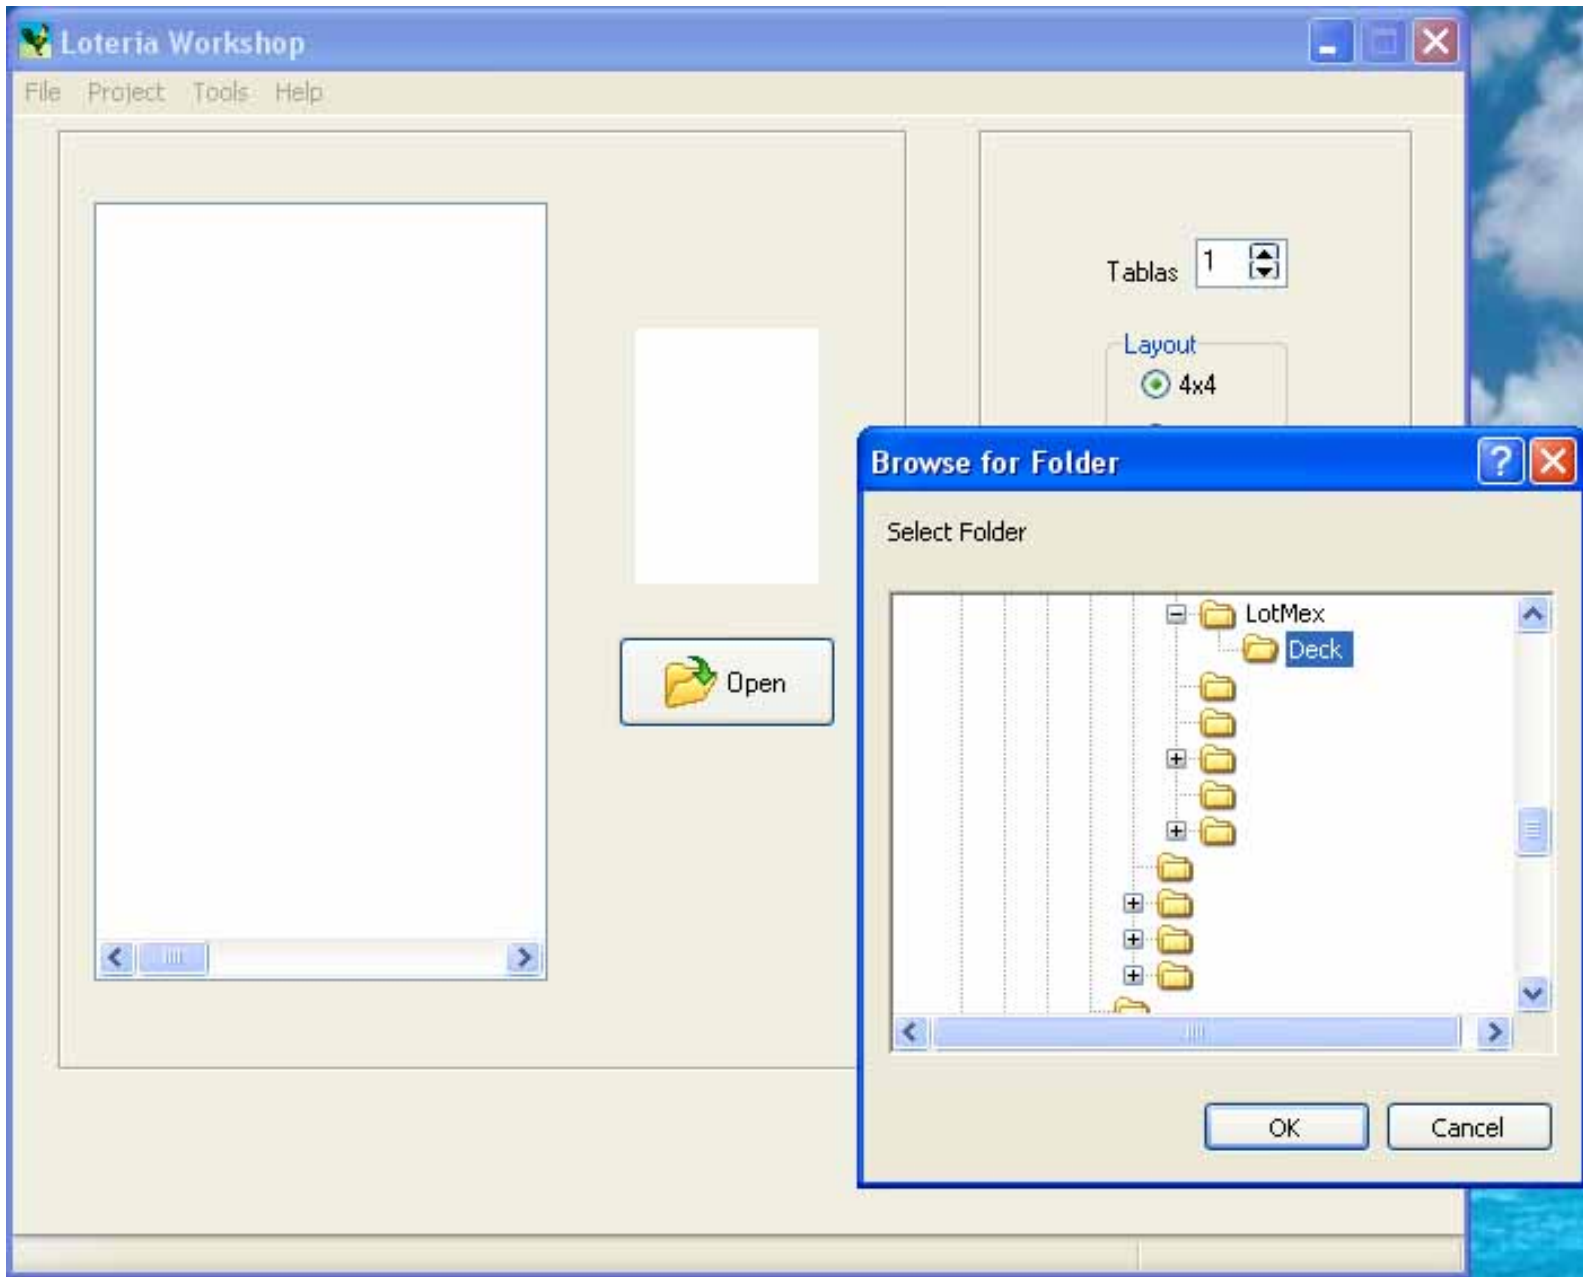 Loteria Workshop
File Project Tools Help
Tablas 1
Layout
4x4
Open
Browse for Folder
Select Folder
LotMex
Deck
OK Cancel